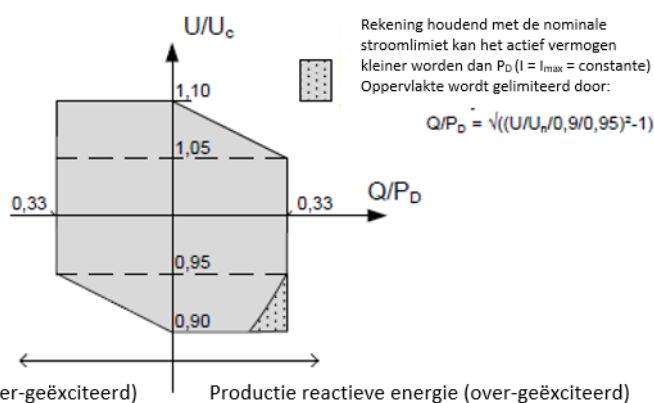 U/U_c
Rekening houdend met de nominale
stroomlimiet kan het actief vermogen
kleiner worden dan P_D (I = I_max = constante)
Oppervlakte wordt gelimiteerd door:
Q/P_D = √((U/U_n/0,9/0,95)²-1)
1,10
1,05
Q/P_D
0,33
0,33
0,95
0,90
er-geëxciteerd)
Productie reactieve energie (over-geëxciteerd)